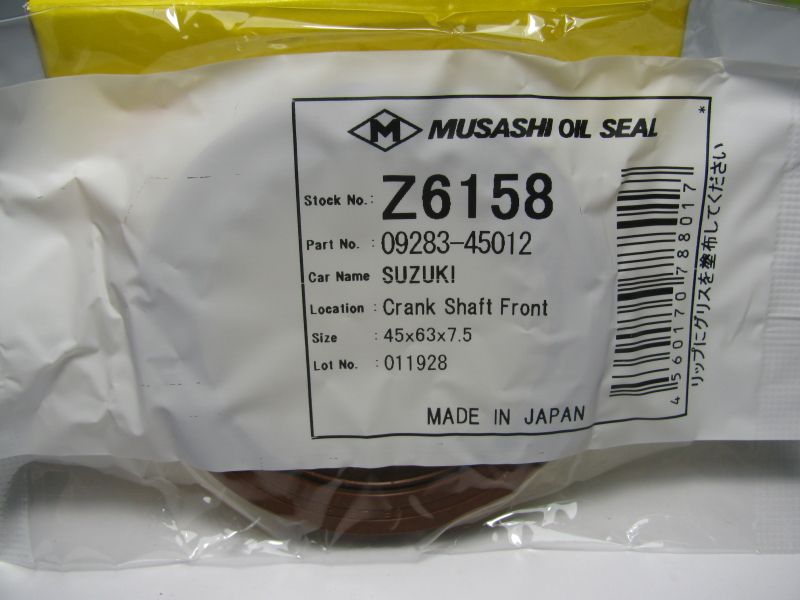 M MUSASHI OIL SEAL
Stock No.: Z6158
Part No. : 09283-45012
Car Name : SUZUKI
Location : Crank Shaft Front
Size : 45x63x7.5
Lot No. : 011928
MADE IN JAPAN
4560170788017
*
リップにグリスを塗布してください